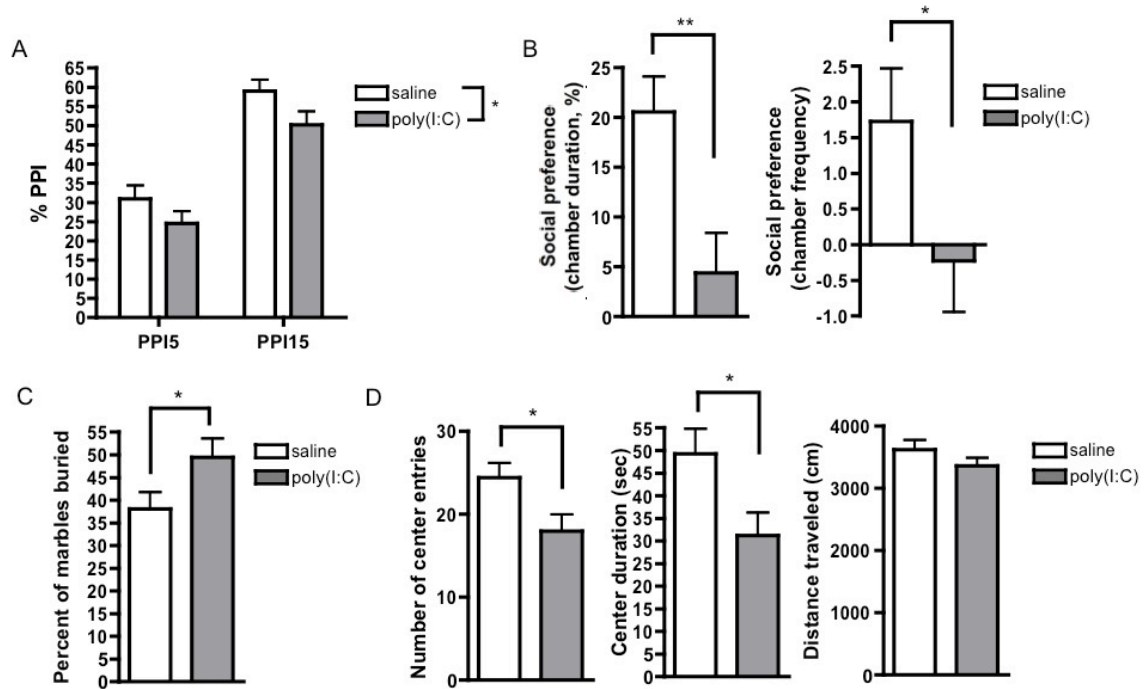 A
% PPI
65
60
55
50
45
40
35
30
25
20
15
10
5
0
PPI5
PPI15
saline
poly(I:C)
*
B
**
Social preference
(chamber duration, %)
25
20
15
10
5
0
*
Social preference
(chamber frequency)
2.5
2.0
1.5
1.0
0.5
0.0
-0.5
-1.0
saline
poly(I:C)
C
*
Percent of marbles buried
55
50
45
40
35
30
25
20
15
10
5
0
saline
poly(I:C)
D
*
Number of center entries
30
20
10
0
*
Center duration (sec)
55
50
45
40
35
30
25
20
15
10
5
0
Distance traveled (cm)
4000
3000
2000
1000
0
saline
poly(I:C)